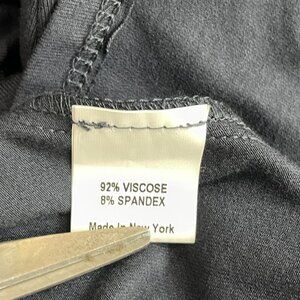 92% VISCOSE
8% SPANDEX
Made In New York